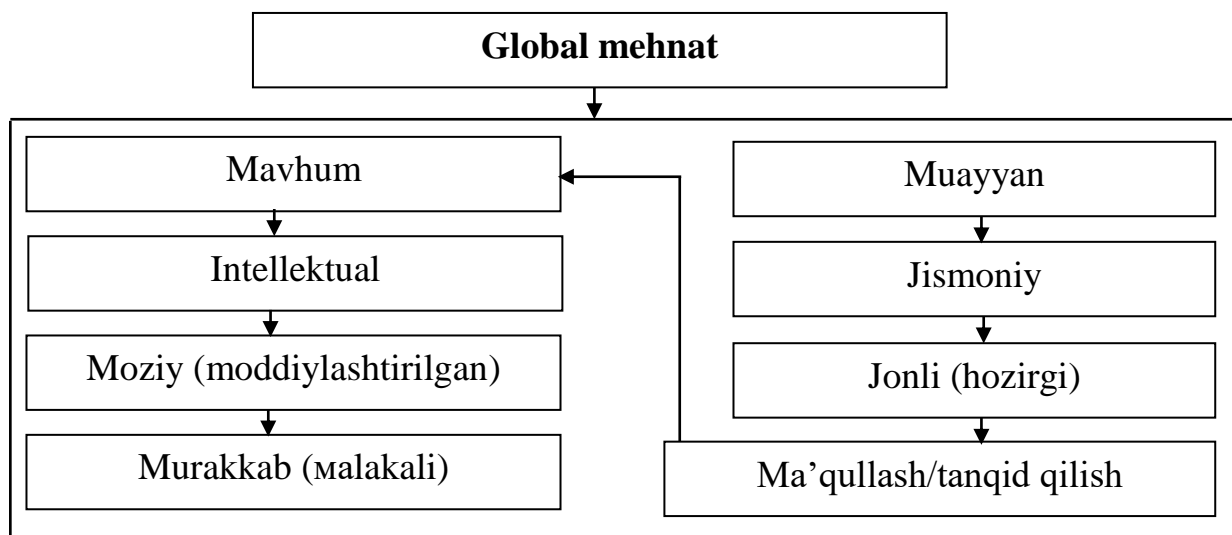 Global mehnat
Mavhum
Intellektual
Moziy (moddiylashtirilgan)
Murakkab (мalakali)
Muayyan
Jismoniy
Jonli (hozirgi)
Ma’qullash/tanqid qilish